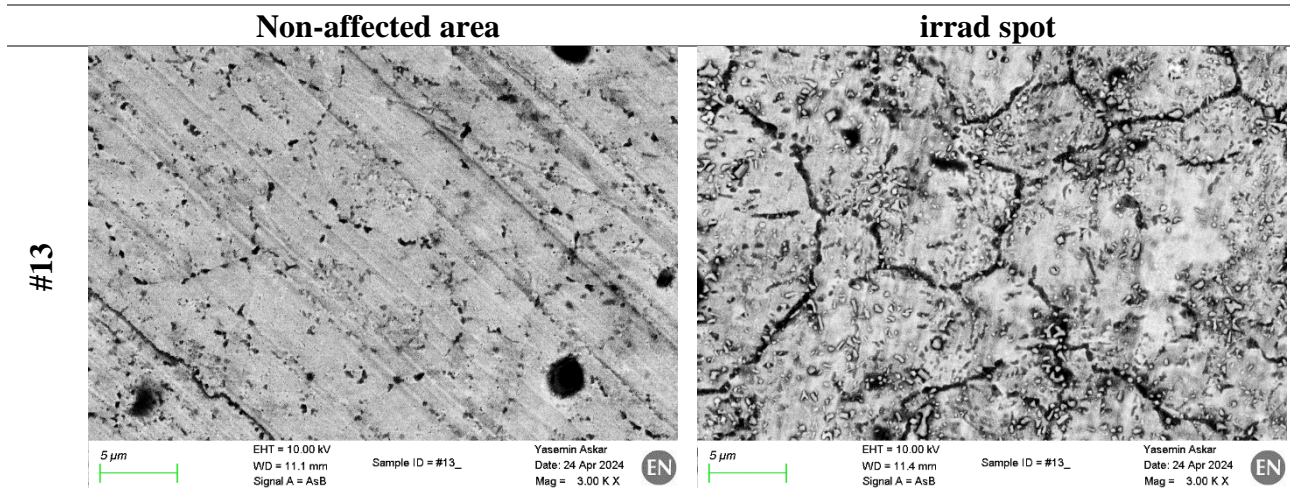 Non-affected area
irrad spot
#13
5 µm
EHT = 10.00 kV
WD = 11.1 mm
Signal A = AsB
Sample ID = #13_
Yasemin Askar
Date: 24 Apr 2024
Mag = 3.00 K X
EN
5 µm
EHT = 10.00 kV
WD = 11.4 mm
Signal A = AsB
Sample ID = #13_
Yasemin Askar
Date: 24 Apr 2024
Mag = 3.00 K X
EN